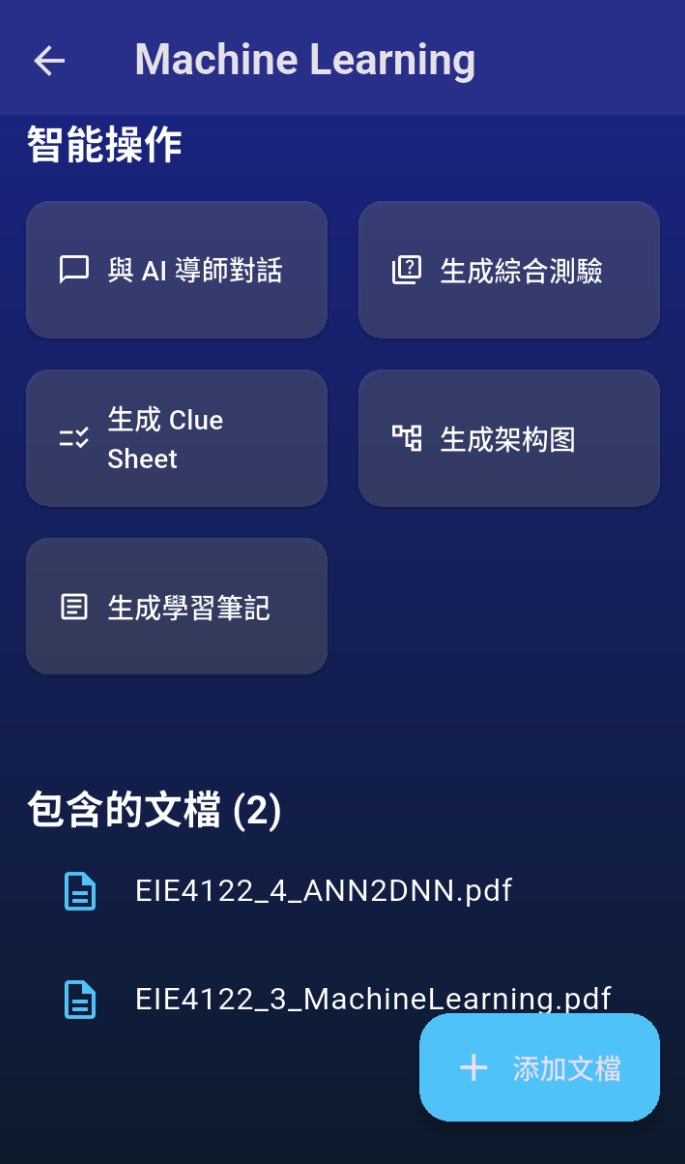 Machine Learning
智能操作
與 AI 導師對話
生成綜合測驗
生成 Clue
Sheet
生成架构图
生成學習筆記
包含的文檔 (2)
EIE4122_4_ANN2DNN.pdf
EIE4122_3_MachineLearning.pdf
添加文檔